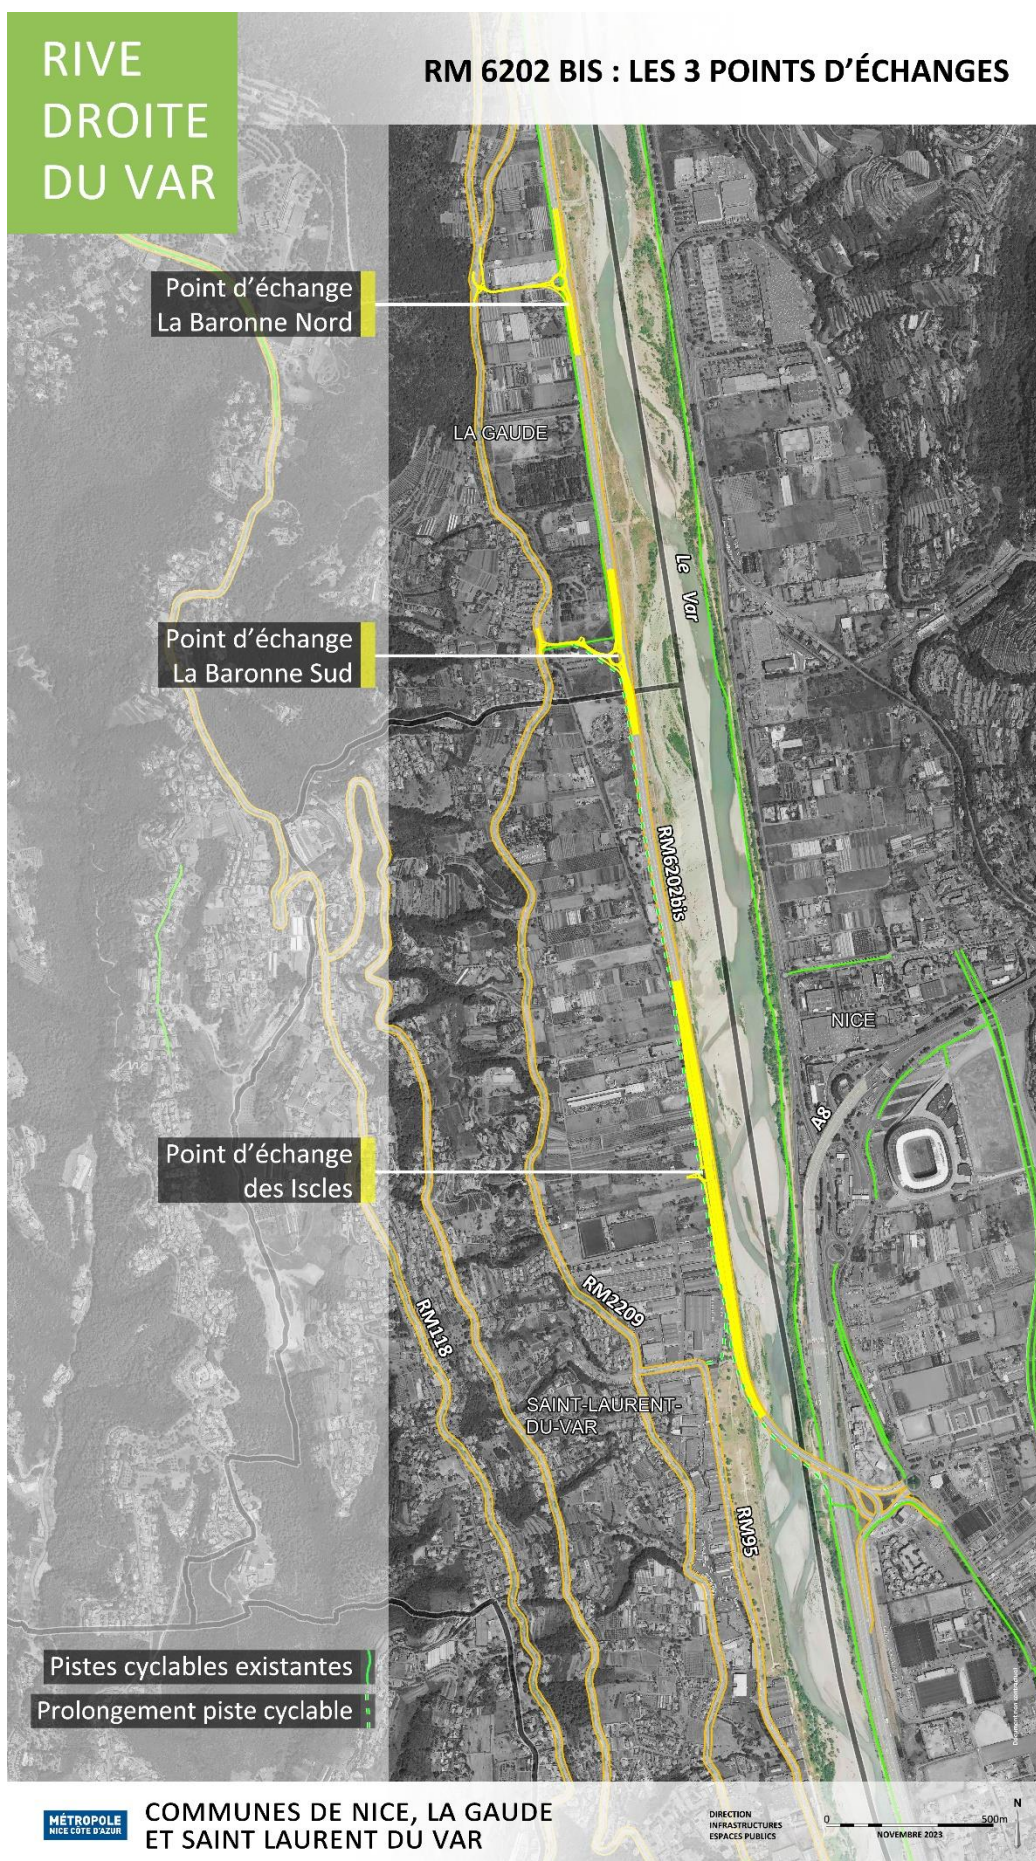 RIVE
DROITE
DU VAR
RM 6202 BIS : LES 3 POINTS D'ÉCHANGES
Point d'échange
La Baronne Nord
LA GAUDE
Le Var
Point d'échange
La Baronne Sud
RM6202bis
NICE
A8
Point d'échange
des Iscles
RM2209
RM118
SAINT-LAURENT-
DU-VAR
RM95
Pistes cyclables existantes
Prolongement piste cyclable
Document non contractuel
MÉTROPOLE
NICE CÔTE D'AZUR
COMMUNES DE NICE, LA GAUDE
ET SAINT LAURENT DU VAR
DIRECTION
INFRASTRUCTURES
ESPACES PUBLICS
0 500m
NOVEMBRE 2023
N